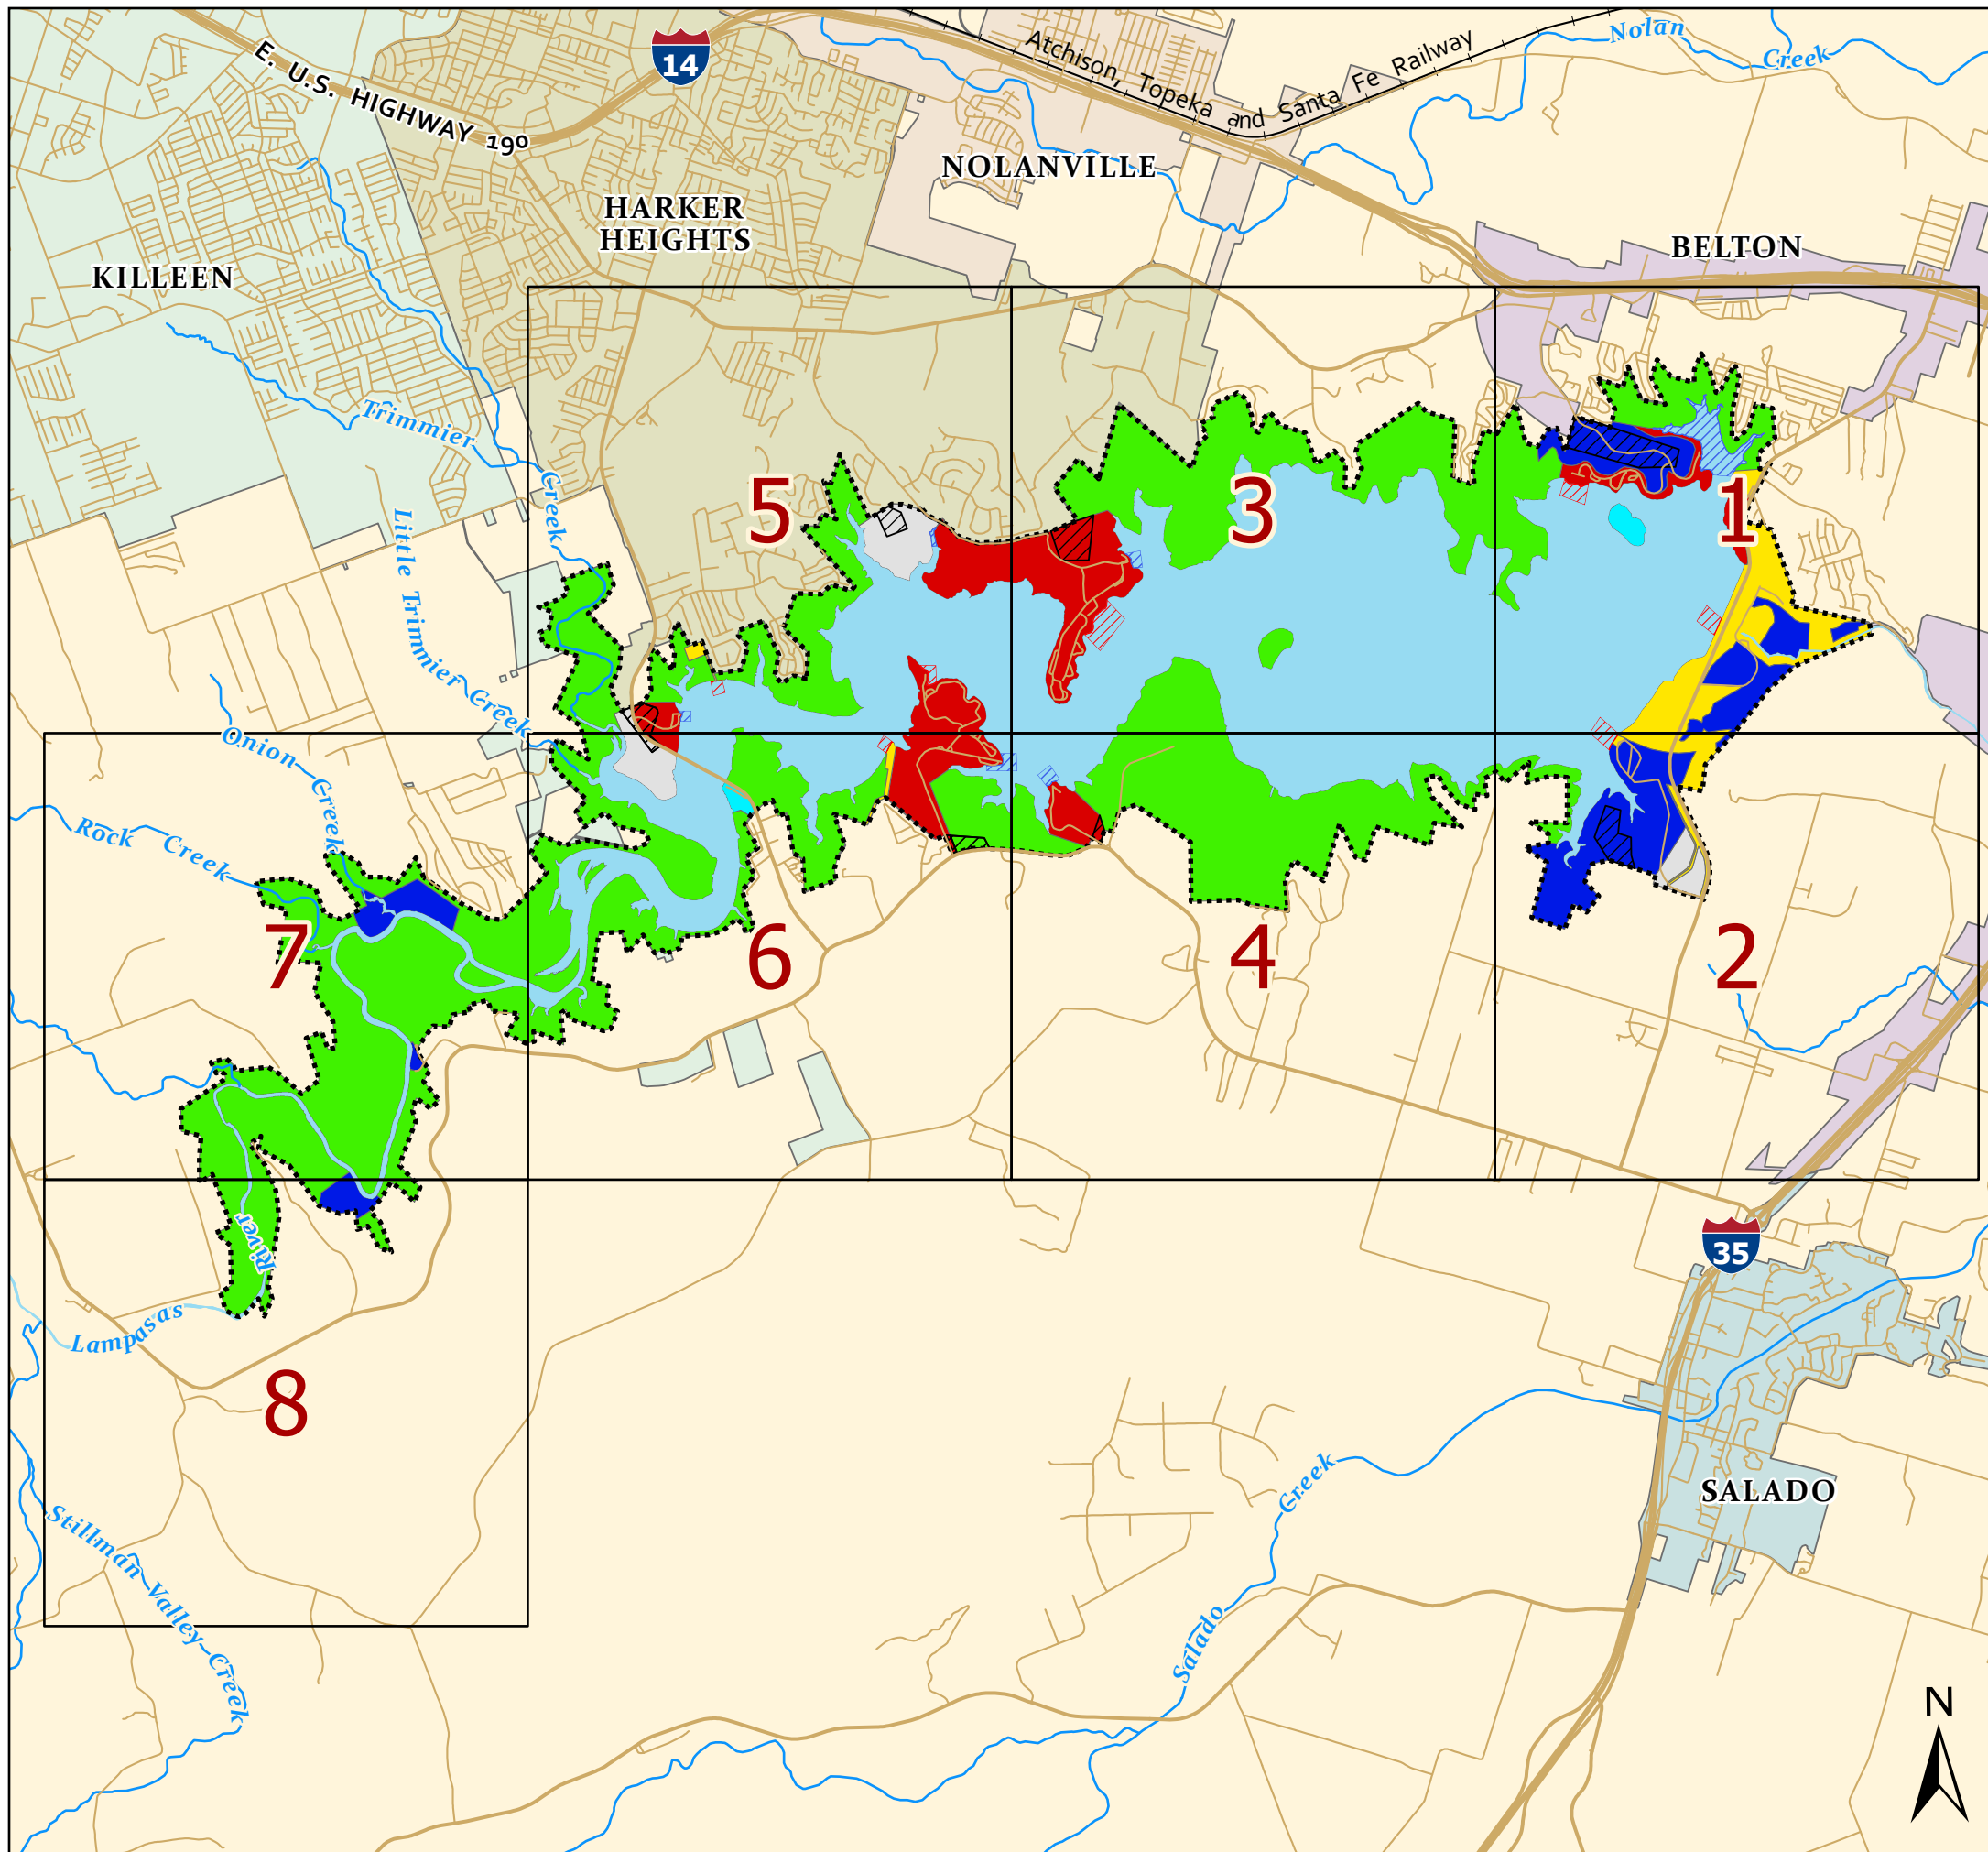 Nolan
Creek
14
E. U.S. HIGHWAY 190
Atchison, Topeka and Santa Fe Railway
NOLANVILLE
HARKER
HEIGHTS
BELTON
KILLEEN
Trimmier
Creek
5
3
1
Little Trimmier Creek
Onion Creek
Rock Creek
7
6
4
2
River
Lampasas
35
8
SALADO
Creek
Salado
Stillman Valley Creek
N